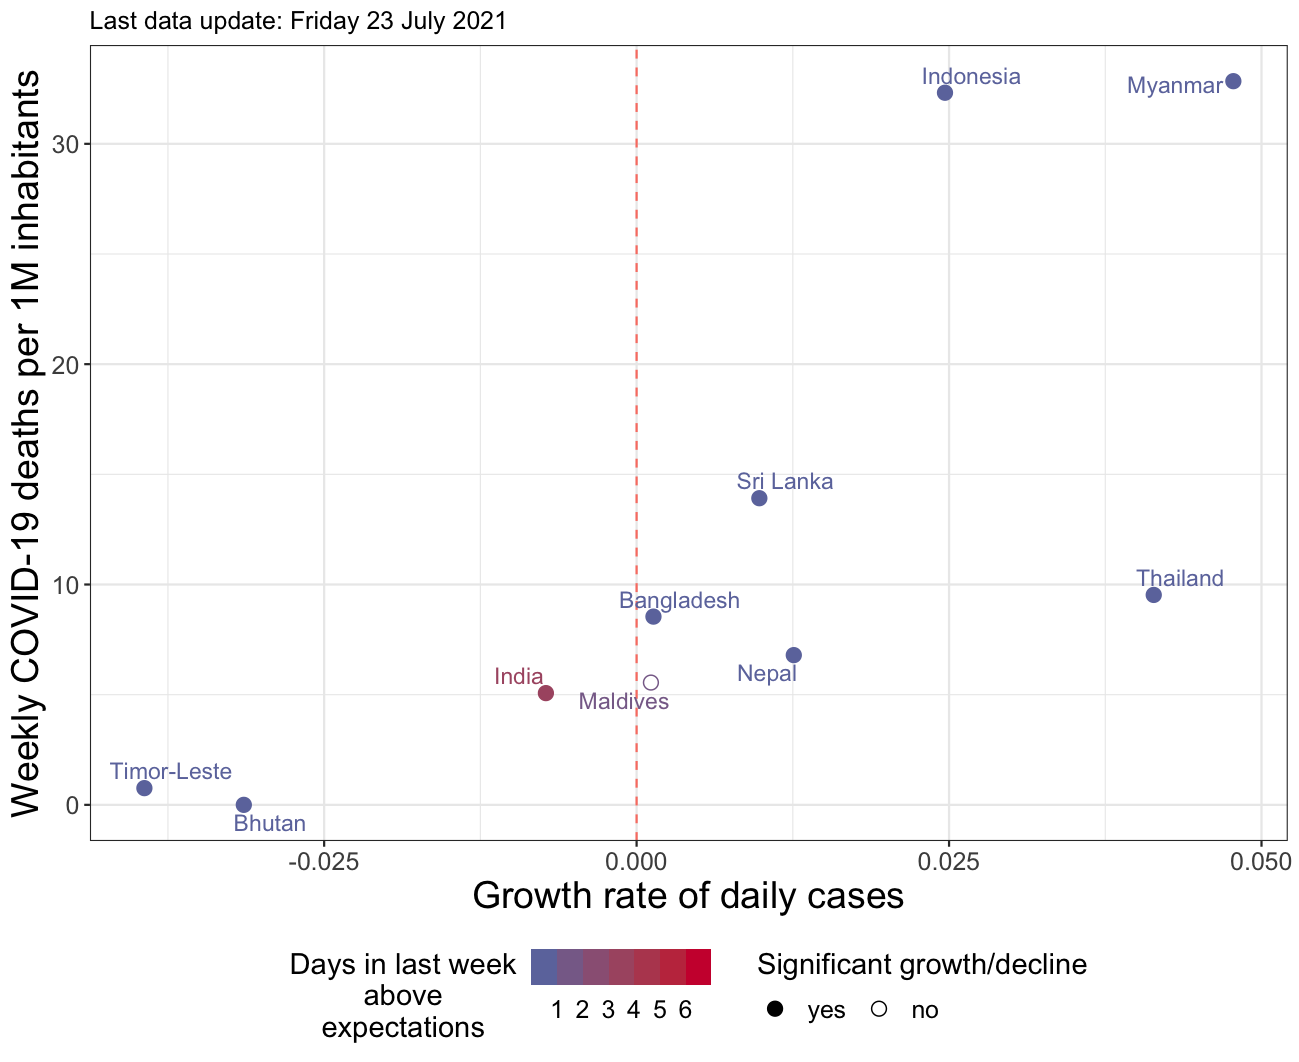 Last data update: Friday 23 July 2021
Weekly COVID-19 deaths per 1M inhabitants
30
20
10
0
Indonesia
Myanmar
Sri Lanka
Thailand
Bangladesh
Nepal
India
Maldives
Timor-Leste
Bhutan
-0.025 0.000 0.025 0.050
Growth rate of daily cases
Days in last week
above
expectations
1 2 3 4 5 6
Significant growth/decline
yes no